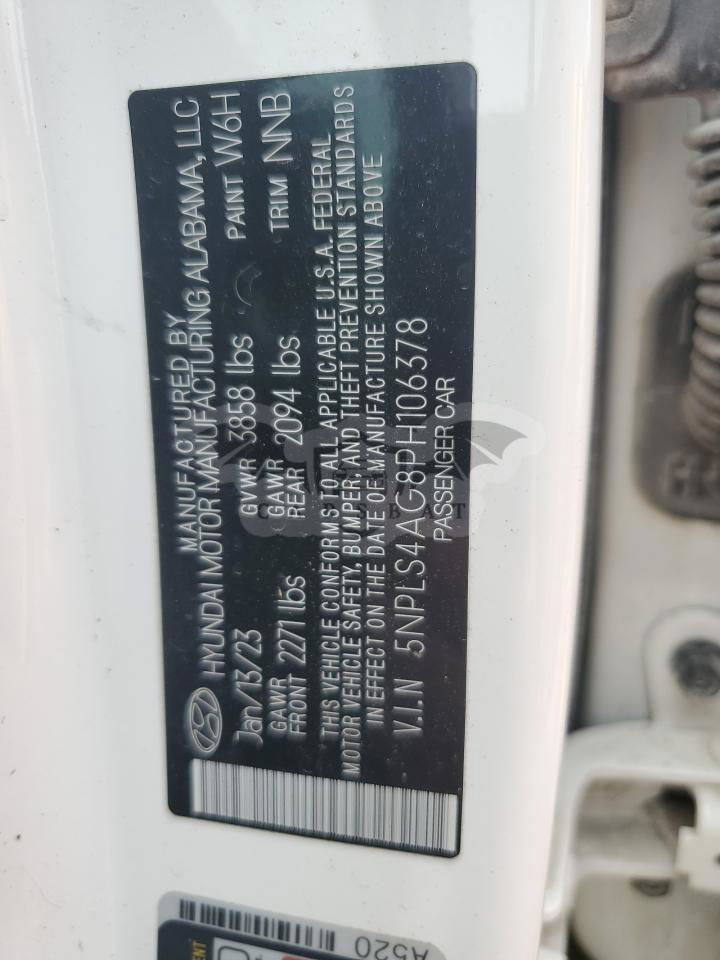 MANUFACTURED BY
HYUNDAI MOTOR MANUFACTURING ALABAMA, LLC
Jan/13/23 GVWR 3858 lbs PAINT W6H
GAWR FRONT 2271 lbs GAWR REAR 2094 lbs TRIM NNB
THIS VEHICLE CONFORMS TO ALL APPLICABLE U.S.A. FEDERAL
MOTOR VEHICLE SAFETY, BUMPER, AND THEFT PREVENTION STANDARDS
IN EFFECT ON THE DATE OF MANUFACTURE SHOWN ABOVE
V.I.N 5NPLS4AG8PH106378
PASSENGER CAR
A520